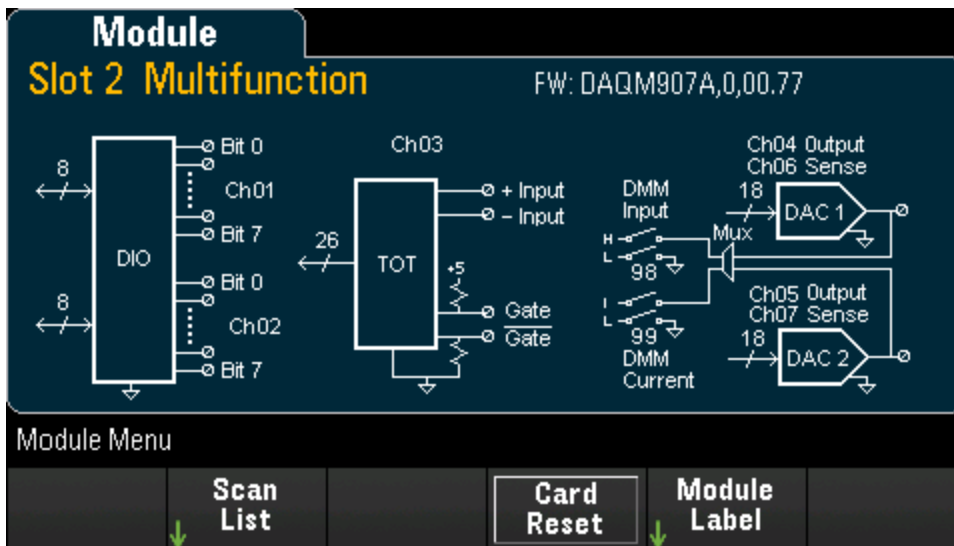 Module
Slot 2 Multifunction
FW: DAQM907A,0,00.77
8
DIO
Bit 0
Ch01
Bit 7
8
Bit 0
Ch02
Bit 7
Ch03
26
TOT
+ Input
- Input
+5
Gate
Gate
DMM
Input
H
L
98
I
L
99
DMM
Current
Mux
Ch04 Output
Ch06 Sense
18
DAC 1
Ch05 Output
Ch07 Sense
18
DAC 2
Module Menu
Scan
List
Card
Reset
Module
Label